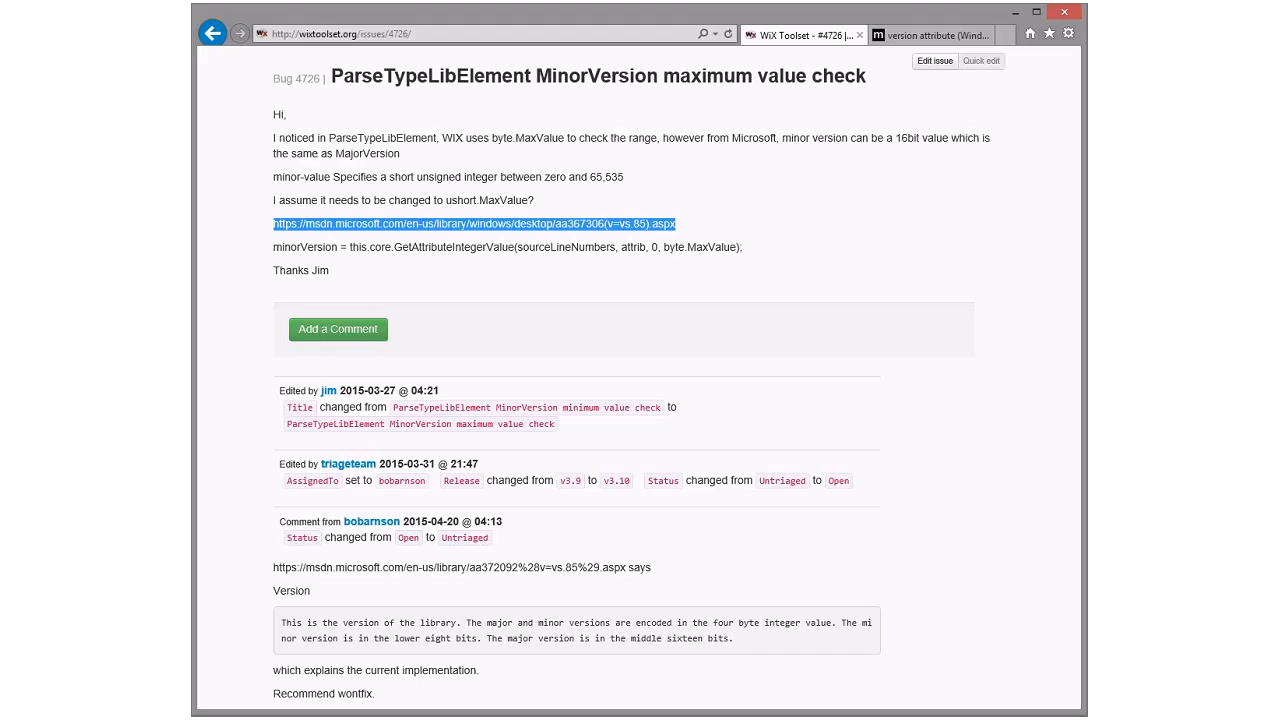 http://wixtoolset.org/issues/4726/
WiX Toolset - #4726 |...
version attribute (Wind...
Bug 4726 | ParseTypeLibElement MinorVersion maximum value check
Edit issue Quick edit
Hi,
I noticed in ParseTypeLibElement, WIX uses byte.MaxValue to check the range, however from Microsoft, minor version can be a 16bit value which is
the same as MajorVersion
minor-value Specifies a short unsigned integer between zero and 65,535
I assume it needs to be changed to ushort.MaxValue?
https://msdn.microsoft.com/en-us/library/windows/desktop/aa367306(v=vs.85).aspx
minorVersion = this.core.GetAttributeIntegerValue(sourceLineNumbers, attrib, 0, byte.MaxValue);
Thanks Jim
Add a Comment
Edited by jim 2015-03-27 @ 04:21
Title changed from ParseTypeLibElement MinorVersion minimum value check to
ParseTypeLibElement MinorVersion maximum value check
Edited by triageteam 2015-03-31 @ 21:47
AssignedTo set to bobarnson Release changed from v3.9 to v3.10 Status changed from Untriaged to Open
Comment from bobarnson 2015-04-20 @ 04:13
Status changed from Open to Untriaged
https://msdn.microsoft.com/en-us/library/aa372092%28v=vs.85%29.aspx says
Version
This is the version of the library. The major and minor versions are encoded in the four byte integer value. The mi
nor version is in the lower eight bits. The major version is in the middle sixteen bits.
which explains the current implementation.
Recommend wontfix.